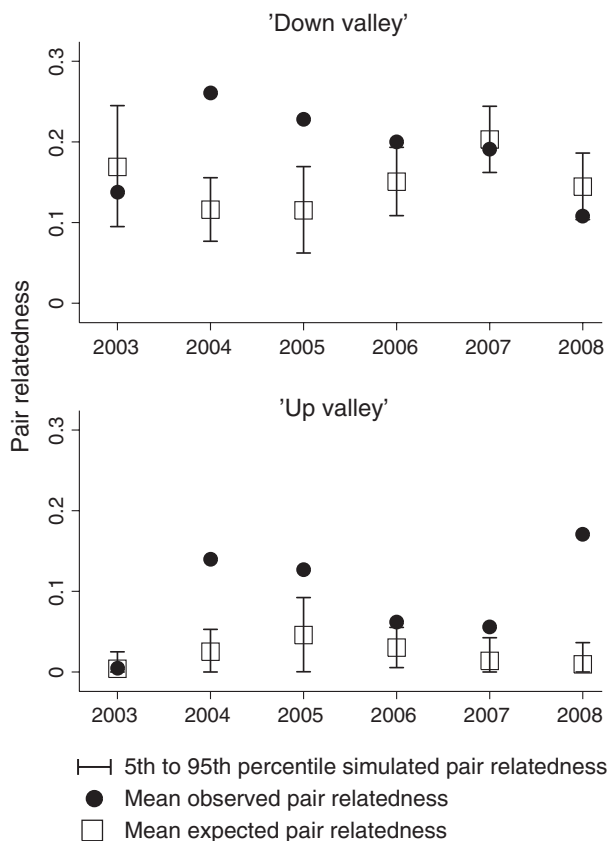 'Down valley'
0.3
0.2
0.1
0
2003 2004 2005 2006 2007 2008
Pair relatedness
'Up valley'
0.3
0.2
0.1
0
2003 2004 2005 2006 2007 2008
5th to 95th percentile simulated pair relatedness
Mean observed pair relatedness
Mean expected pair relatedness